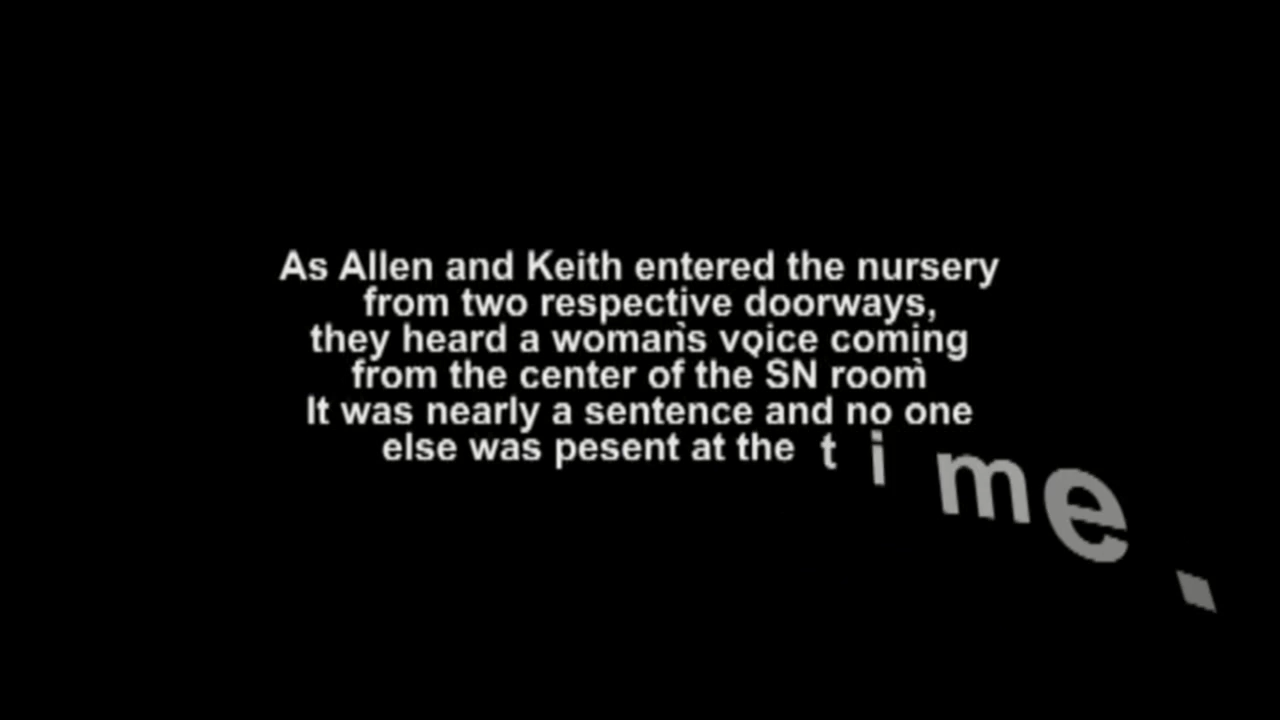 As Allen and Keith entered the nursery
from two respective doorways,
they heard a woman's voice coming
from the center of the SN room
It was nearly a sentence and no one
else was pesent at the time.